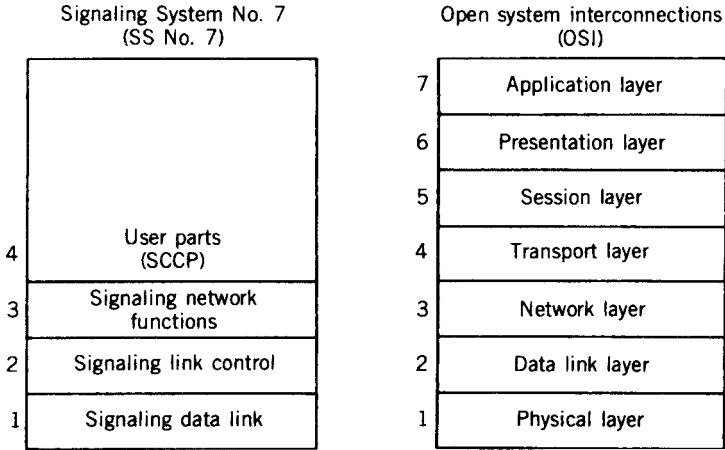 Signaling System No. 7
(SS No. 7)
4
User parts
(SCCP)
3
Signaling network
functions
2
Signaling link control
1
Signaling data link
Open system interconnections
(OSI)
7
Application layer
6
Presentation layer
5
Session layer
4
Transport layer
3
Network layer
2
Data link layer
1
Physical layer